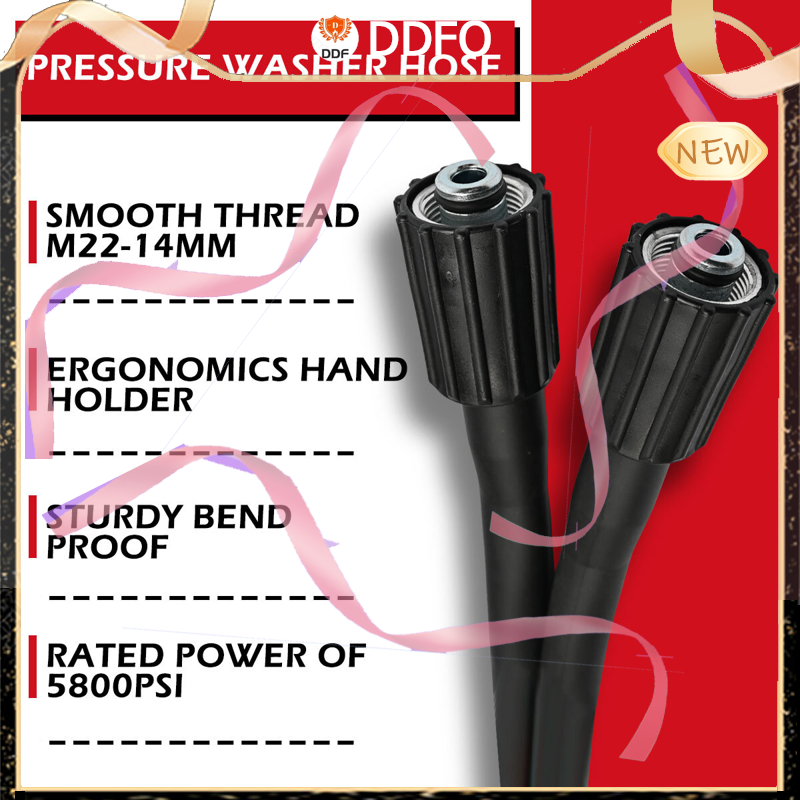 DDF
DDFO
PRESSURE WASHER HOSE
NEW
SMOOTH THREAD
M22-14MM
ERGONOMICS HAND
HOLDER
STURDY BEND
PROOF
RATED POWER OF
5800PSI